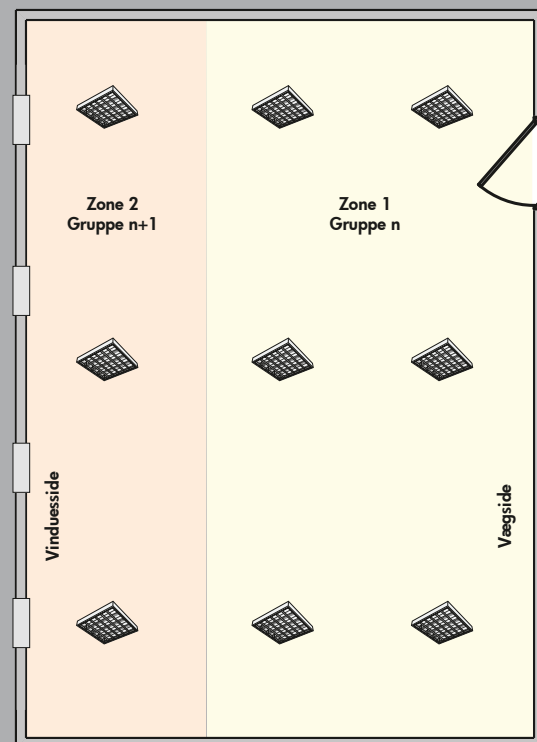 Zone 2
Gruppe n+1
Zone 1
Gruppe n
Vinduesside
Vægside